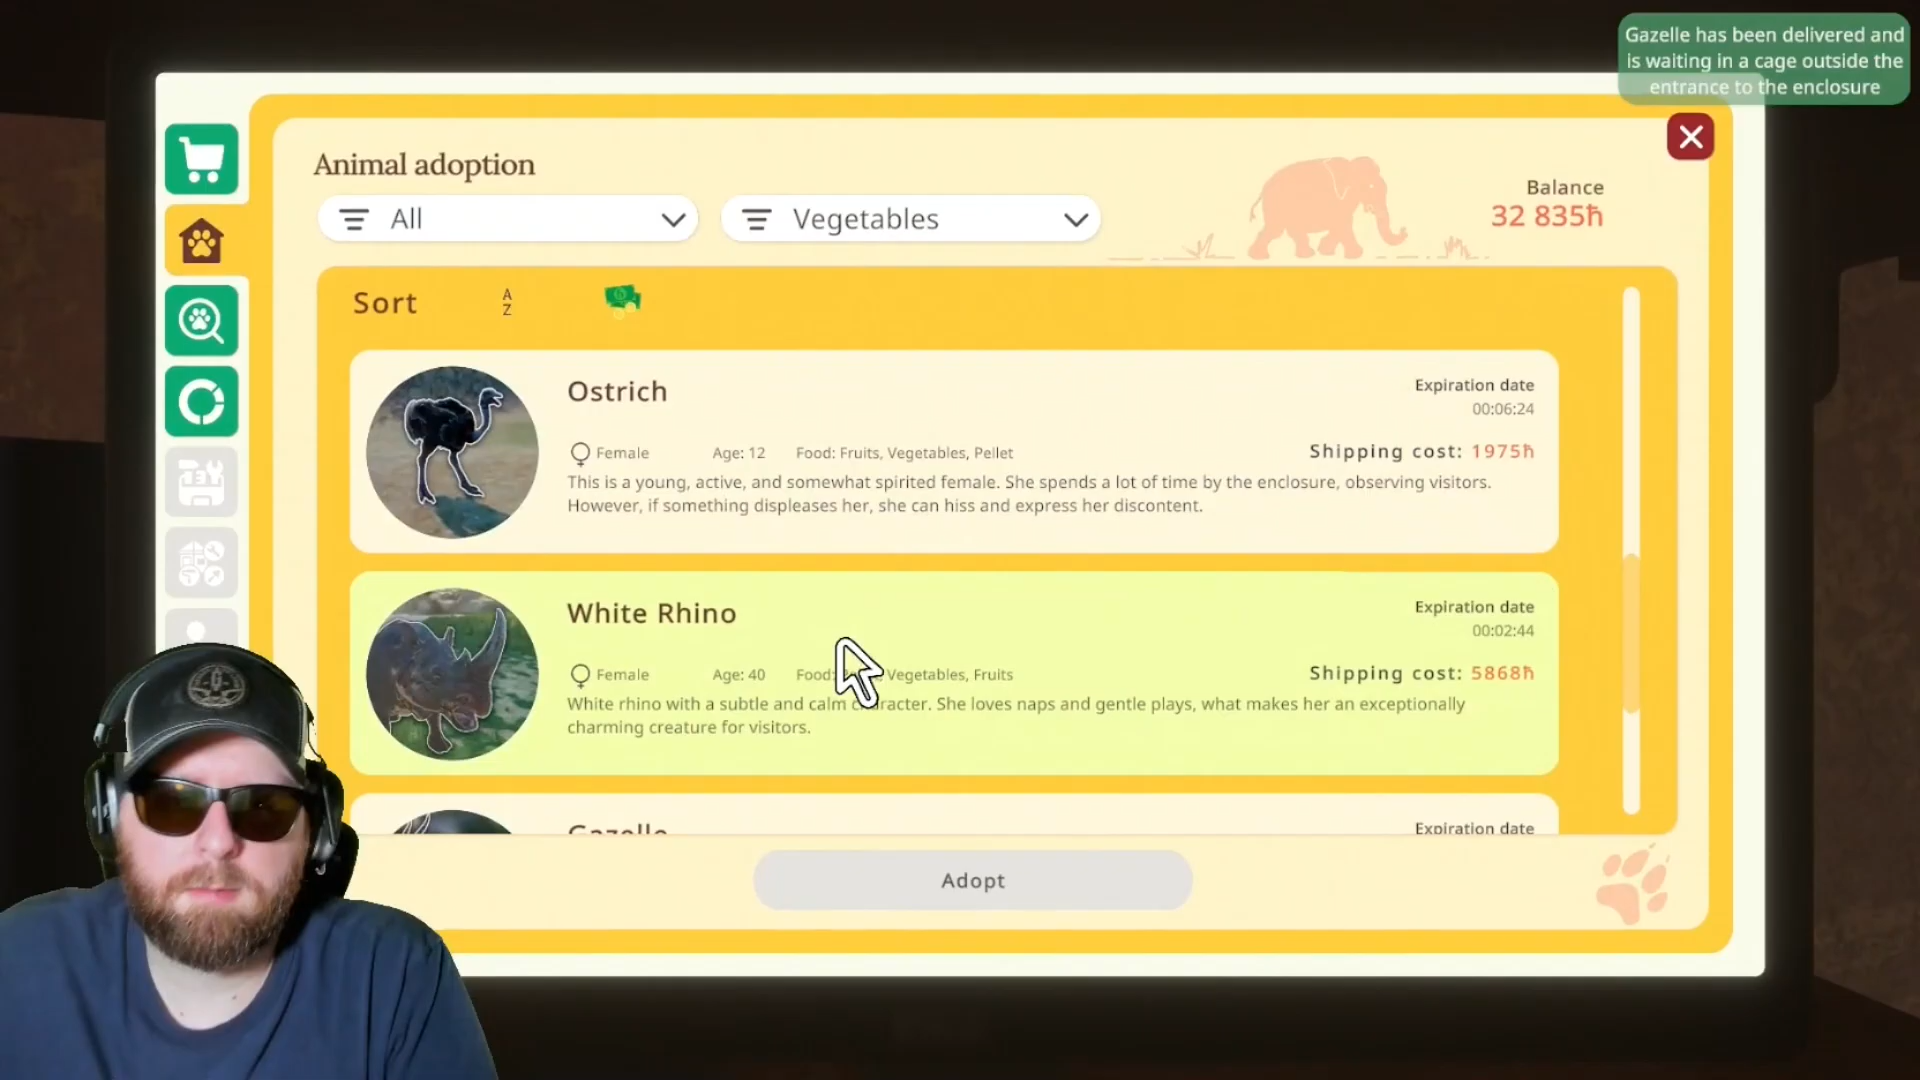 Gazelle has been delivered and
is waiting in a cage outside the
entrance to the enclosure
Animal adoption
All
Vegetables
Balance
32 835ħ
Sort
A
Z
Ostrich
Expiration date
00:06:24
Female
Age: 12
Food: Fruits, Vegetables, Pellet
Shipping cost: 1975ħ
This is a young, active, and somewhat spirited female. She spends a lot of time by the enclosure, observing visitors.
However, if something displeases her, she can hiss and express her discontent.
White Rhino
Expiration date
00:02:44
Female
Age: 40
Food: Vegetables, Fruits
Shipping cost: 5868ħ
White rhino with a subtle and calm character. She loves naps and gentle plays, what makes her an exceptionally
charming creature for visitors.
Gazelle
Expiration date
Adopt